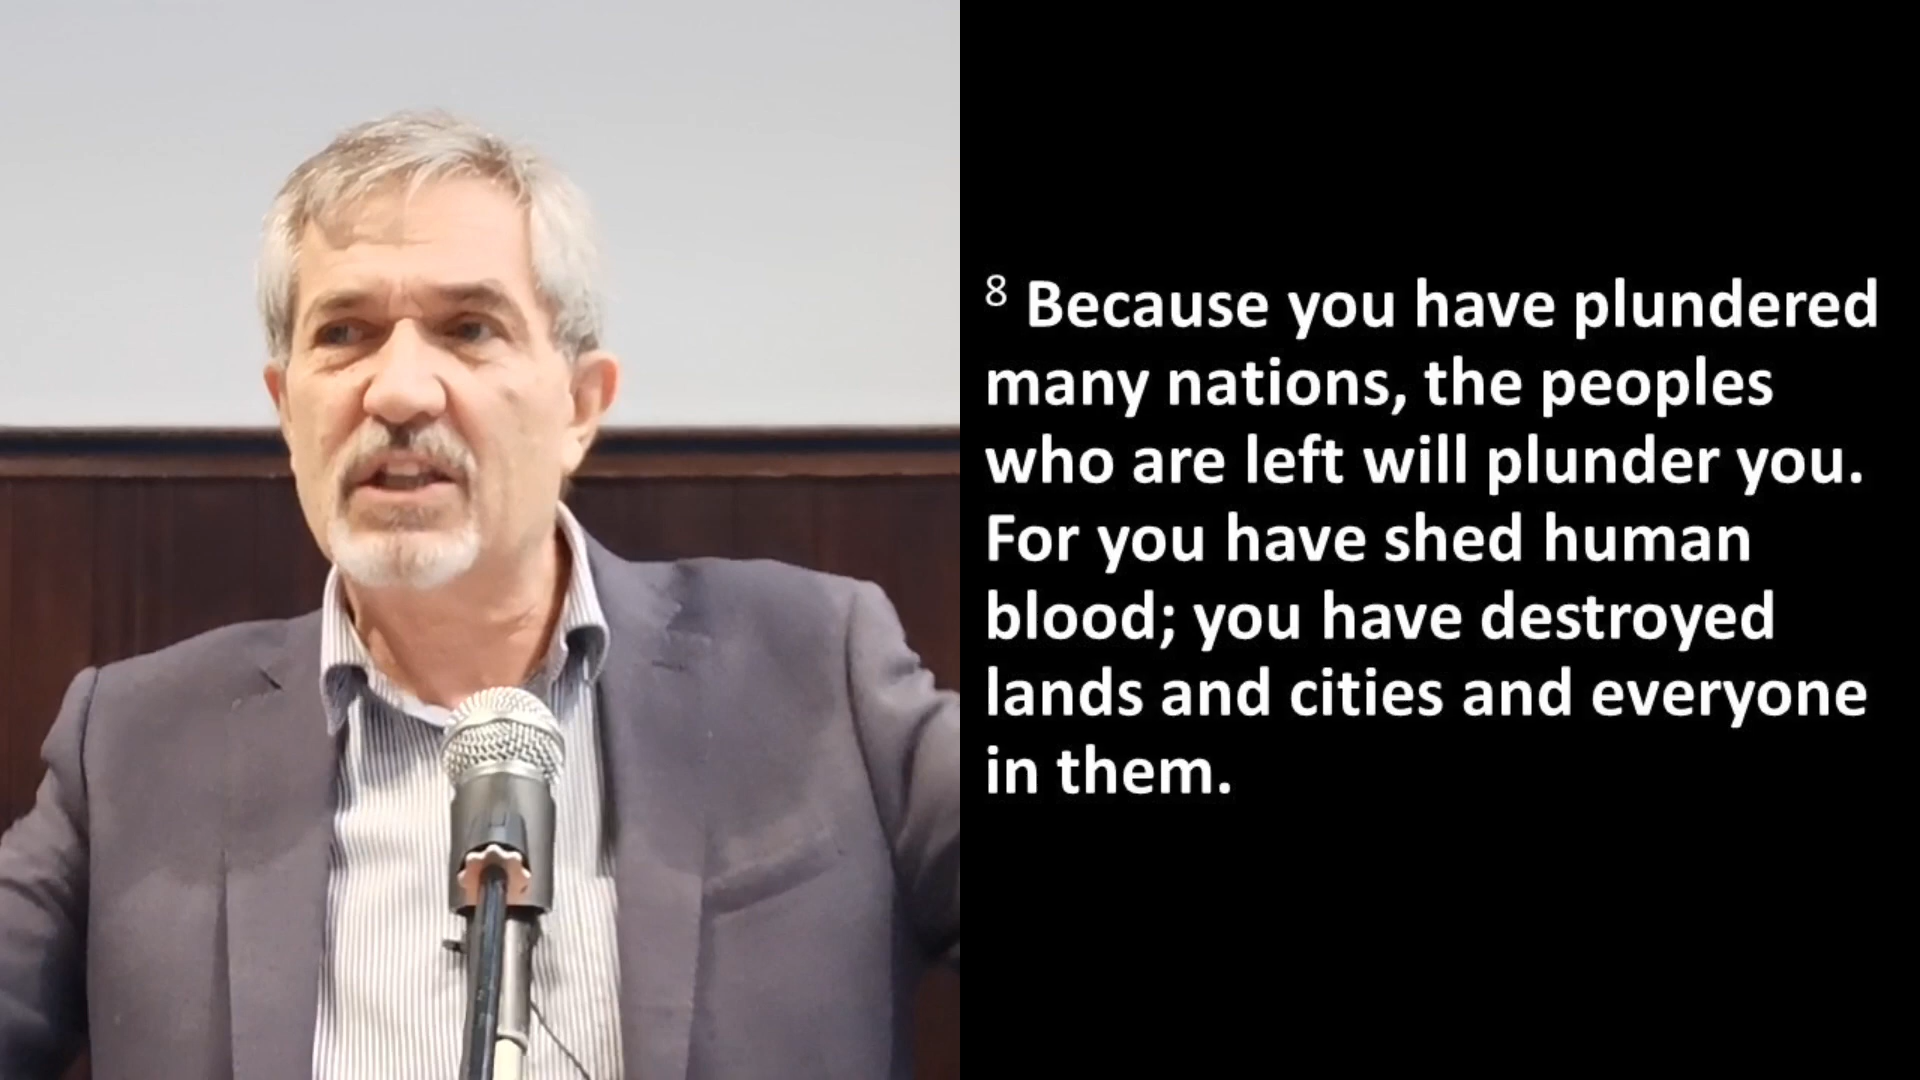 8 Because you have plundered
many nations, the peoples
who are left will plunder you.
For you have shed human
blood; you have destroyed
lands and cities and everyone
in them.